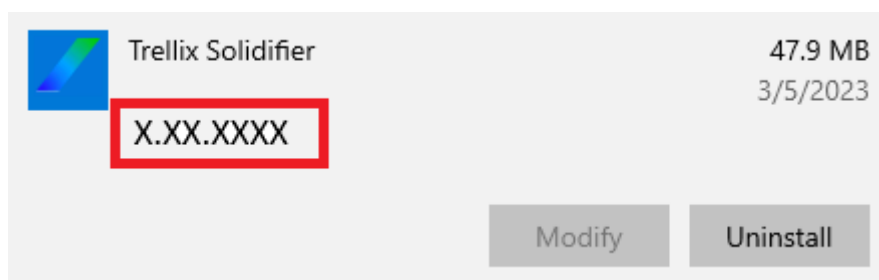 Trellix Solidifier
47.9 MB
3/5/2023
X.XX.XXXX
Modify
Uninstall